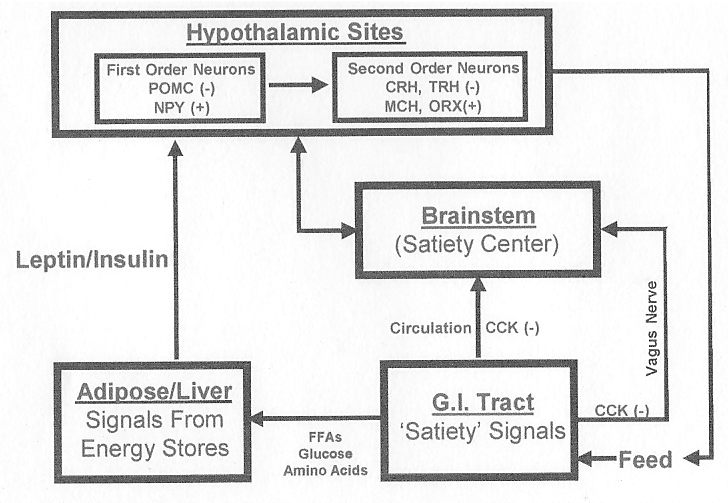 Hypothalamic Sites
First Order Neurons
POMC (-)
NPY (+)
Second Order Neurons
CRH, TRH (-)
MCH, ORX(+)
Brainstem
(Satiety Center)
Leptin/Insulin
Circulation
CCK (-)
Vagus Nerve
Adipose/Liver
Signals From
Energy Stores
G.I. Tract
'Satiety' Signals
CCK (-)
FFAs
Glucose
Amino Acids
Feed